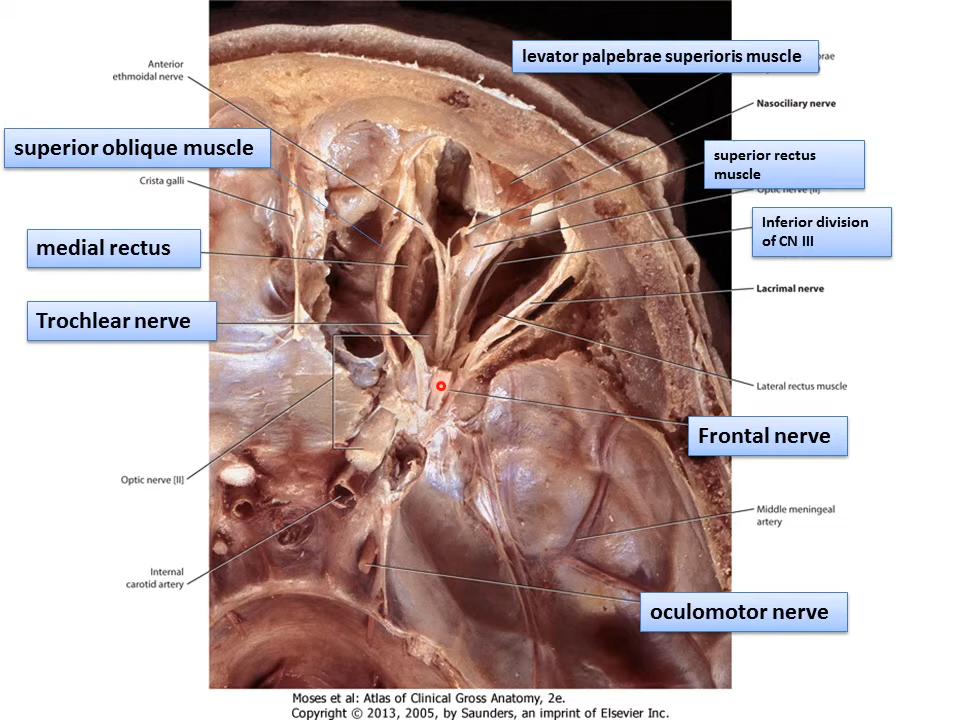 levator palpebrae superioris muscle
Anterior
ethmoidal nerve
Nasociliary nerve
superior oblique muscle
superior rectus
muscle
Crista galli
Optic nerve [II]
Inferior division
of CN III
medial rectus
Lacrimal nerve
Trochlear nerve
Lateral rectus muscle
Frontal nerve
Optic nerve [II]
Middle meningeal
artery
Internal
carotid artery
oculomotor nerve
Moses et al: Atlas of Clinical Gross Anatomy, 2e.
Copyright © 2013, 2005, by Saunders, an imprint of Elsevier Inc.